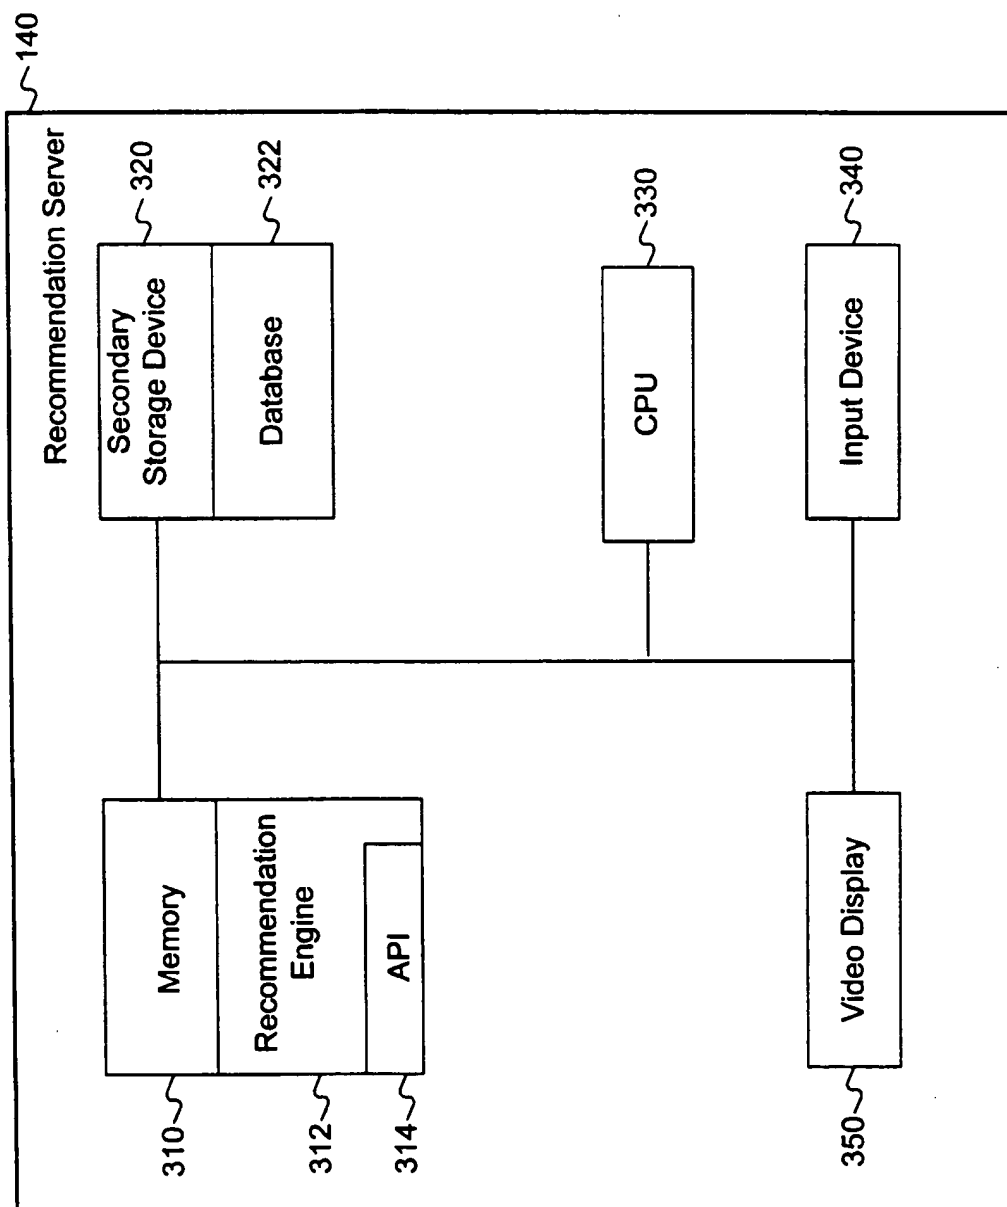 140
Recommendation Server
Memory
310
Recommendation
Engine
312
API
314
Secondary
Storage Device
320
Database
322
CPU
330
Video Display
350
Input Device
340